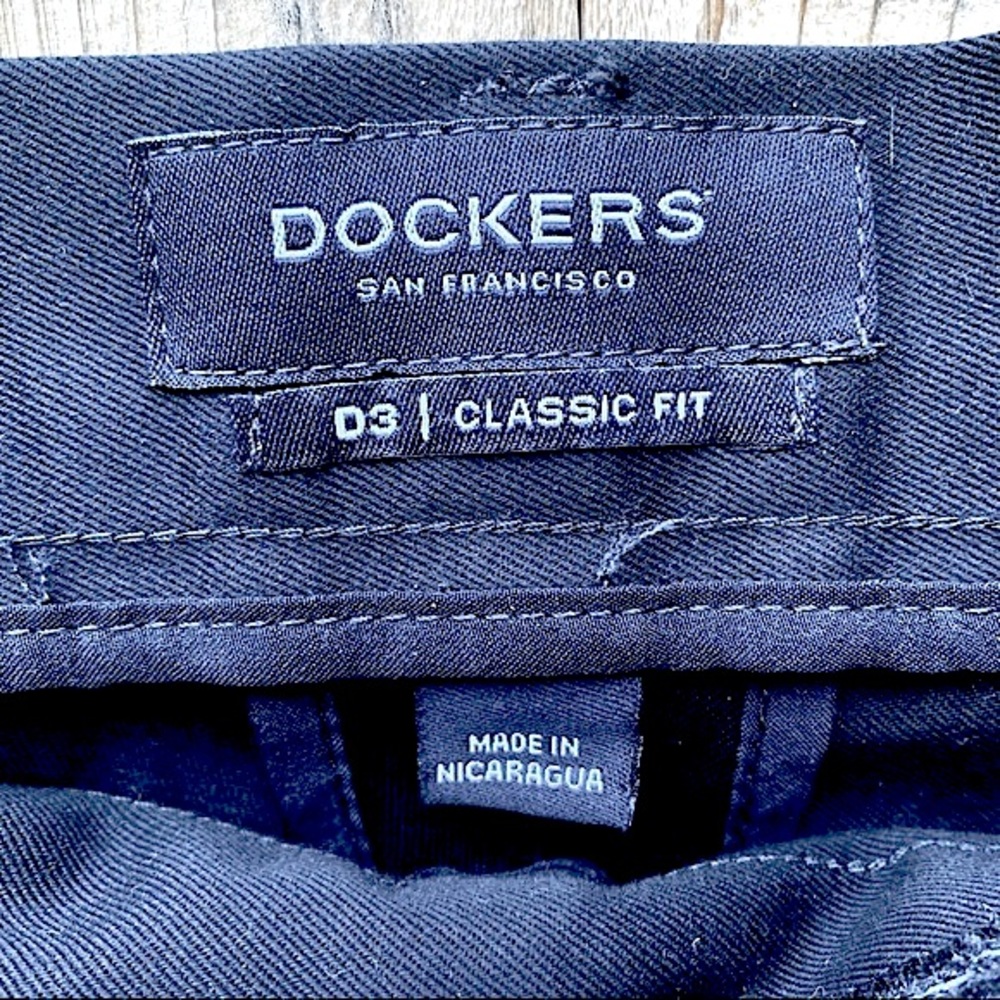 DOCKERS
SAN FRANCISCO
D3 | CLASSIC FIT
MADE IN
NICARAGUA